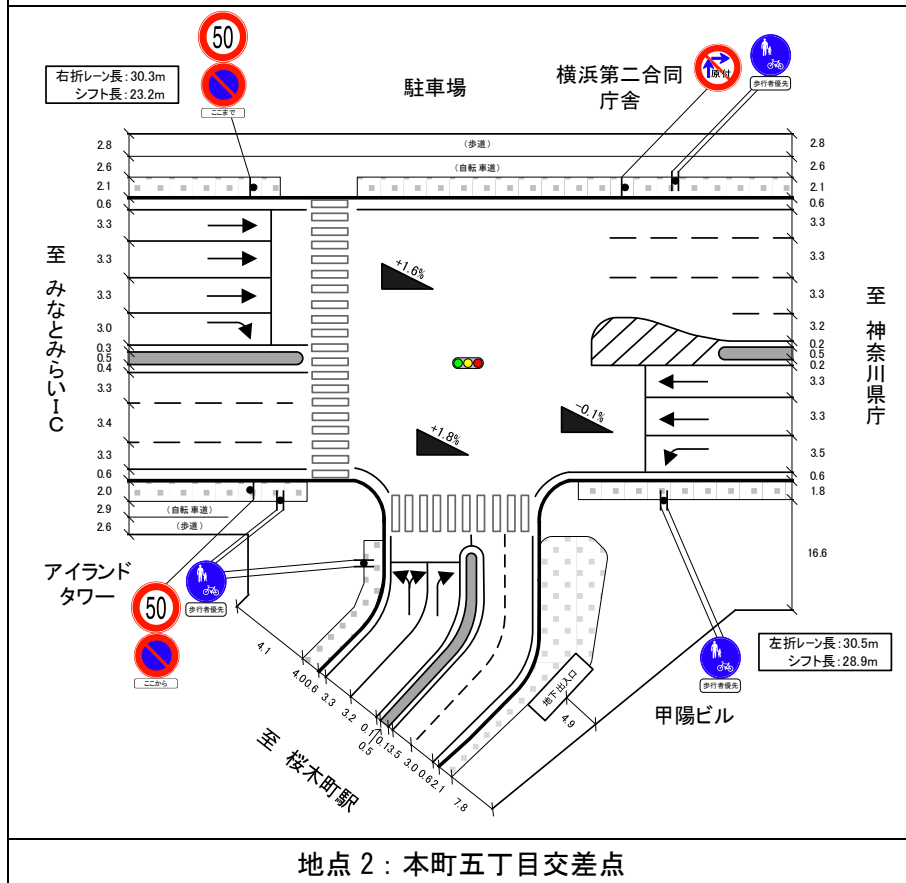 50
ここまで
右折レーン長：30.3m
シフト長：23.2m
駐車場
横浜第二合同
庁舎
原付
歩行者優先
2.8
2.6
2.1
0.6
3.3
3.3
3.3
3.0
0.3
0.5
0.4
3.3
3.4
3.3
0.6
2.0
2.9
2.6
（歩道）
（自転車道）
2.8
2.6
2.1
0.6
3.3
3.3
3.3
3.2
0.2
0.5
0.2
3.3
3.3
3.5
0.6
1.8
16.6
至 みなとみらいIC
至 神奈川県庁
+1.6%
-0.1%
+1.8%
（自転車道）
（歩道）
アイランド
タワー
50
ここから
歩行者優先
4.1
4.0
0.6
3.3
3.2
0.1
0.5
0.1
3.5
3.0
0.6
2.1
7.8
4.9
地下出入口
至 桜木町駅
歩行者優先
甲陽ビル
左折レーン長：30.5m
シフト長：28.9m
地点2：本町五丁目交差点